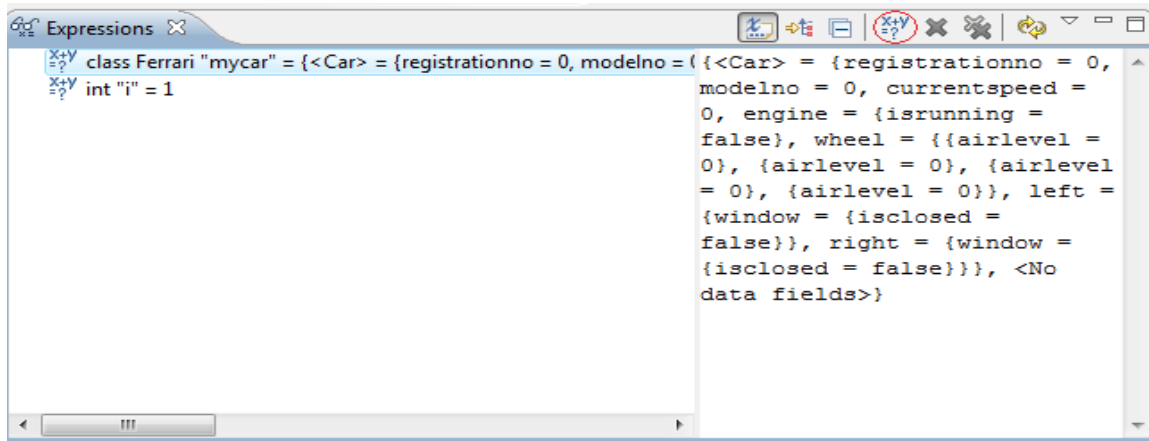 Expressions
class Ferrari "mycar" = {<Car> = {registrationno = 0, modelno = (
int "i" = 1
{<Car> = {registrationno = 0,
modelno = 0, currentspeed =
0, engine = {isrunning =
false}, wheel = {{airlevel =
0}, {airlevel = 0}, {airlevel
= 0}, {airlevel = 0}}, left =
{window = {isclosed =
false}}, right = {window =
{isclosed = false}}}, <No
data fields>}